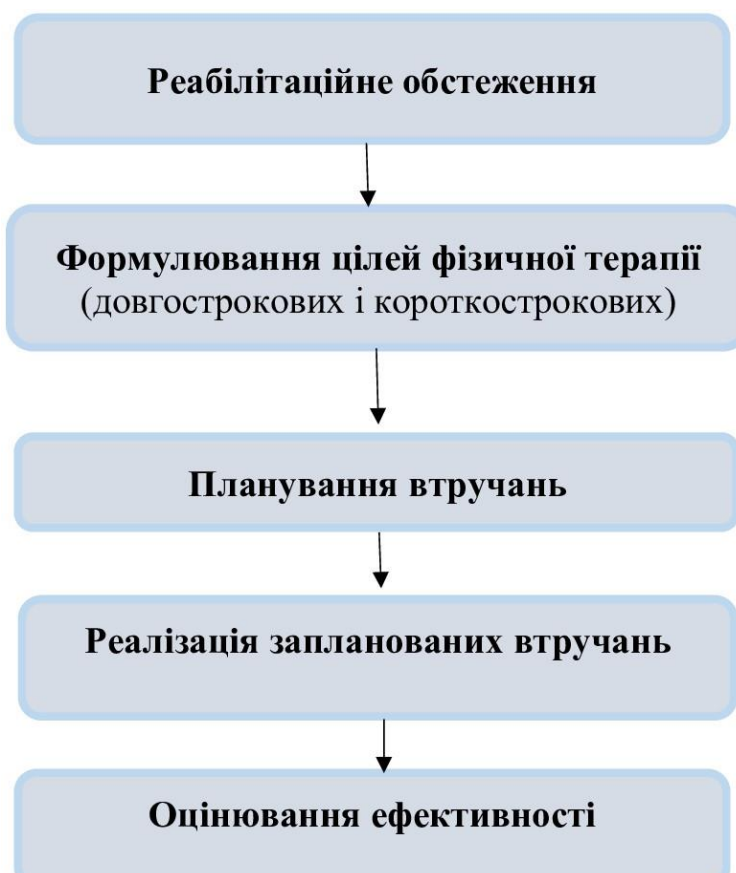 Реабілітаційне обстеження
Формулювання цілей фізичної терапії
(довгострокових і короткострокових)
Планування втручань
Реалізація запланованих втручань
Оцінювання ефективності